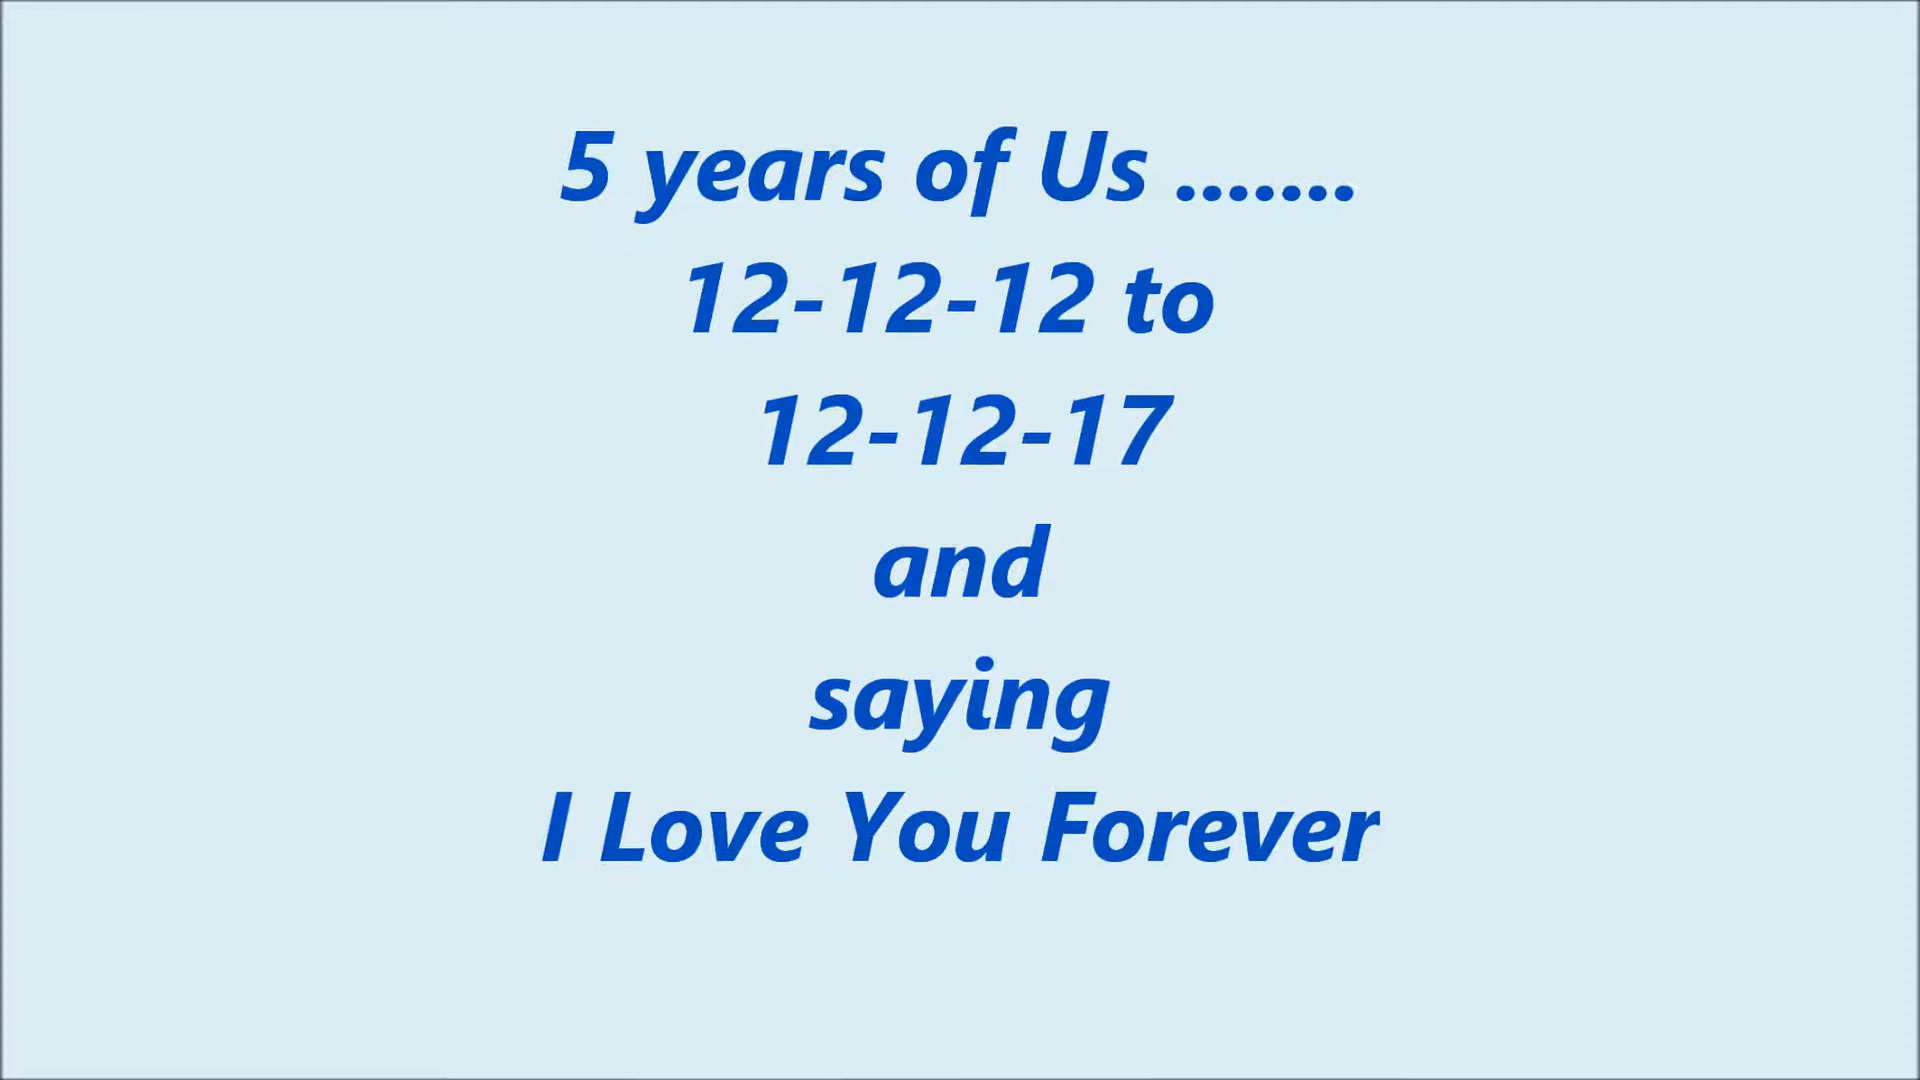 5 years of Us .......
12-12-12 to
12-12-17
and
saying
I Love You Forever